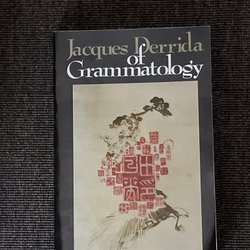 Jacques Derrida
of
Grammatology